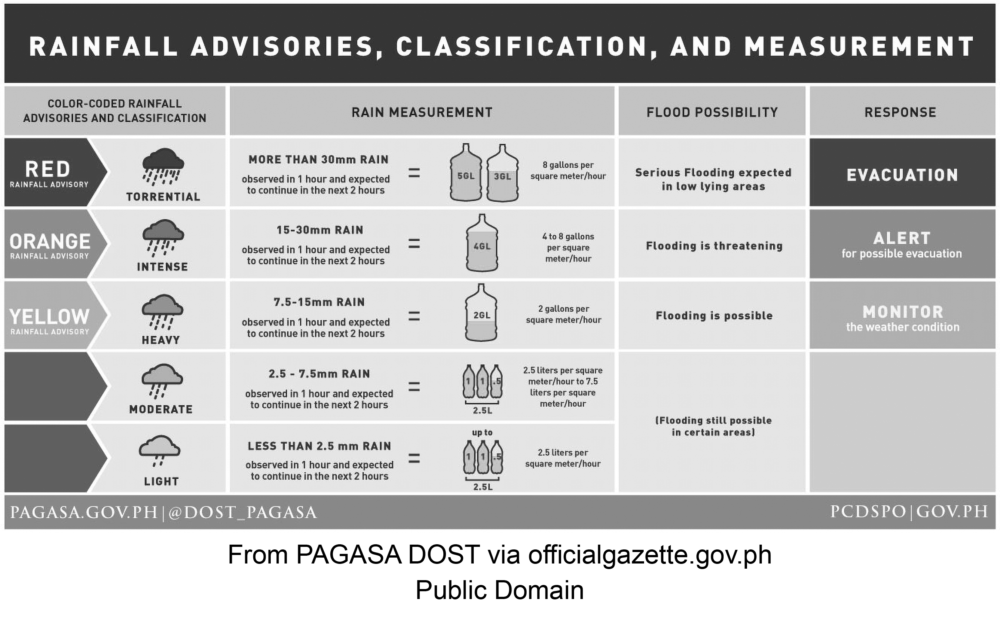 RAINFALL ADVISORIES, CLASSIFICATION, AND MEASUREMENT
COLOR-CODED RAINFALL
ADVISORIES AND CLASSIFICATION
RAIN MEASUREMENT
FLOOD POSSIBILITY
RESPONSE
RED
RAINFALL ADVISORY
TORRENTIAL
MORE THAN 30mm RAIN
observed in 1 hour and expected
to continue in the next 2 hours
=
5GL
3GL
8 gallons per
square meter/hour
Serious Flooding expected
in low lying areas
EVACUATION
ORANGE
RAINFALL ADVISORY
INTENSE
15-30mm RAIN
observed in 1 hour and expected
to continue in the next 2 hours
=
4GL
4 to 8 gallons
per square
meter/hour
Flooding is threatening
ALERT
for possible evacuation
YELLOW
RAINFALL ADVISORY
HEAVY
7.5-15mm RAIN
observed in 1 hour and expected
to continue in the next 2 hours
=
2GL
2 gallons per
square meter/hour
Flooding is possible
MONITOR
the weather condition
MODERATE
2.5 - 7.5mm RAIN
observed in 1 hour and expected
to continue in the next 2 hours
=
1 1 .5
2.5L
2.5 liters per square
meter/hour to 7.5
liters per square
meter/hour
(Flooding still possible
in certain areas)
LIGHT
LESS THAN 2.5 mm RAIN
observed in 1 hour and expected
to continue in the next 2 hours
=
up to
1 1 .5
2.5L
2.5 liters per
square meter/hour
PAGASA.GOV.PH|@DOST_PAGASA
PCDSPO|GOV.PH
From PAGASA DOST via officialgazette.gov.ph
Public Domain